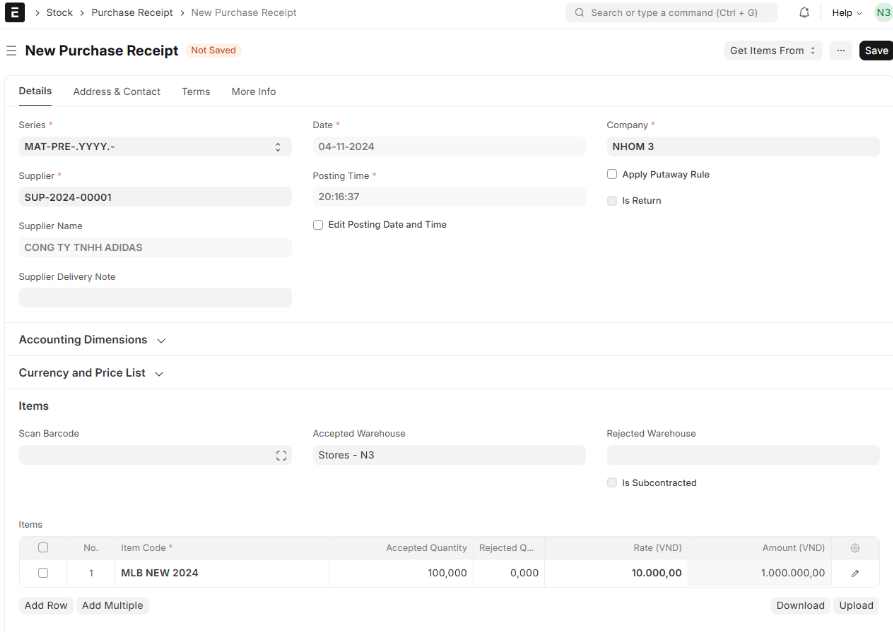 E Stock Purchase Receipt New Purchase Receipt Search or type a command (Ctrl + G) Help N3
New Purchase Receipt Not Saved Get Items From ... Save
Details Address & Contact Terms More Info
Series * Date * Company *
MAT-PRE-.YYYY.- 04-11-2024 NHOM 3
Supplier * Posting Time * Apply Putaway Rule
SUP-2024-00001 20:16:37 Is Return
Supplier Name Edit Posting Date and Time
CONG TY TNHH ADIDAS
Supplier Delivery Note
Accounting Dimensions
Currency and Price List
Items
Scan Barcode Accepted Warehouse Rejected Warehouse
Stores - N3
Is Subcontracted
Items
No. Item Code * Accepted Quantity Rejected Q... Rate (VND) Amount (VND)
1 MLB NEW 2024 100,000 0,000 10.000,00 1.000.000,00
Add Row Add Multiple Download Upload